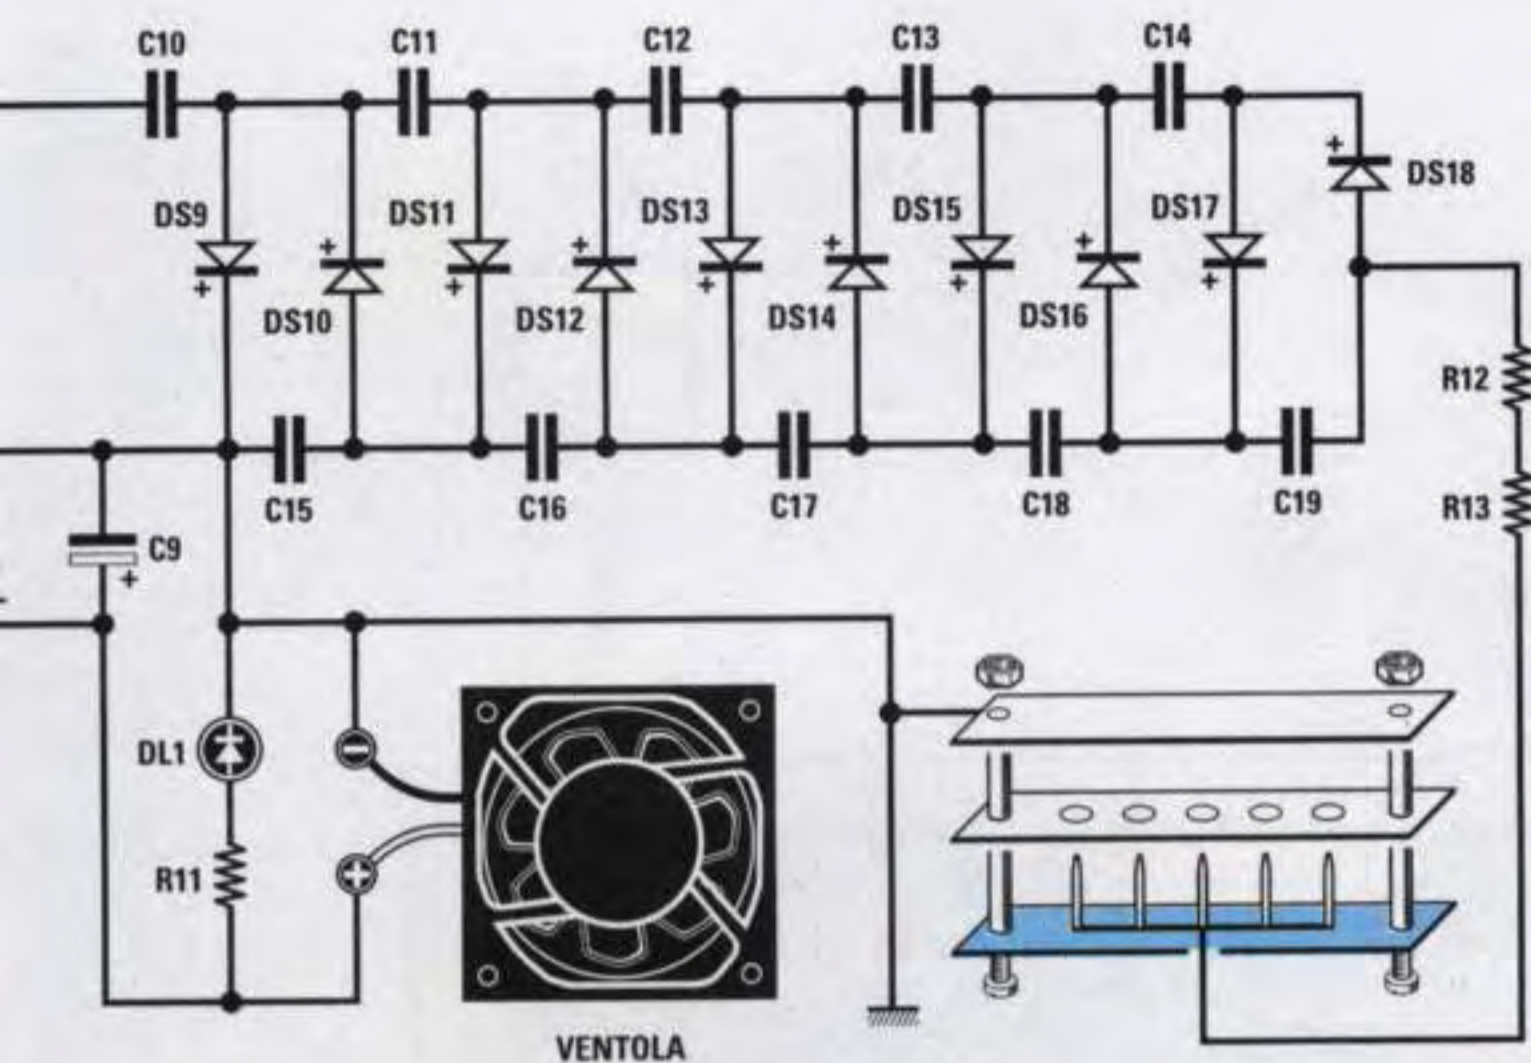 C10
C11
C12
C13
C14
DS9
DS11
DS13
DS15
DS17
DS18
DS10
DS12
DS14
DS16
R12
R13
C15
C16
C17
C18
C19
C9
DL1
R11
VENTOLA